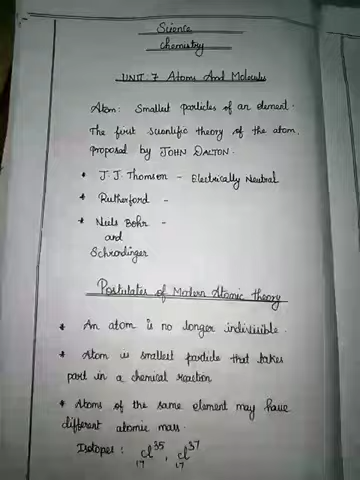 Science
Chemistry
UNIT: 7 Atoms And Molecules
Atom: Smallest particles of an element.
The first scientific theory of the atom.
proposed by JOHN DALTON.
* J.J. Thomson - Electrically Neutral
* Rutherford -
* Niels Bohr -
and
Schrondinger
Postulates of Modern Atomic theory
* An atom is no longer indivisible.
* Atom is smallest particle that takes
part in a chemical reaction
* Atoms of the same element may have
different atomic mass.
Isotopes: ₁₇Cl³⁵, ₁₇Cl³⁷